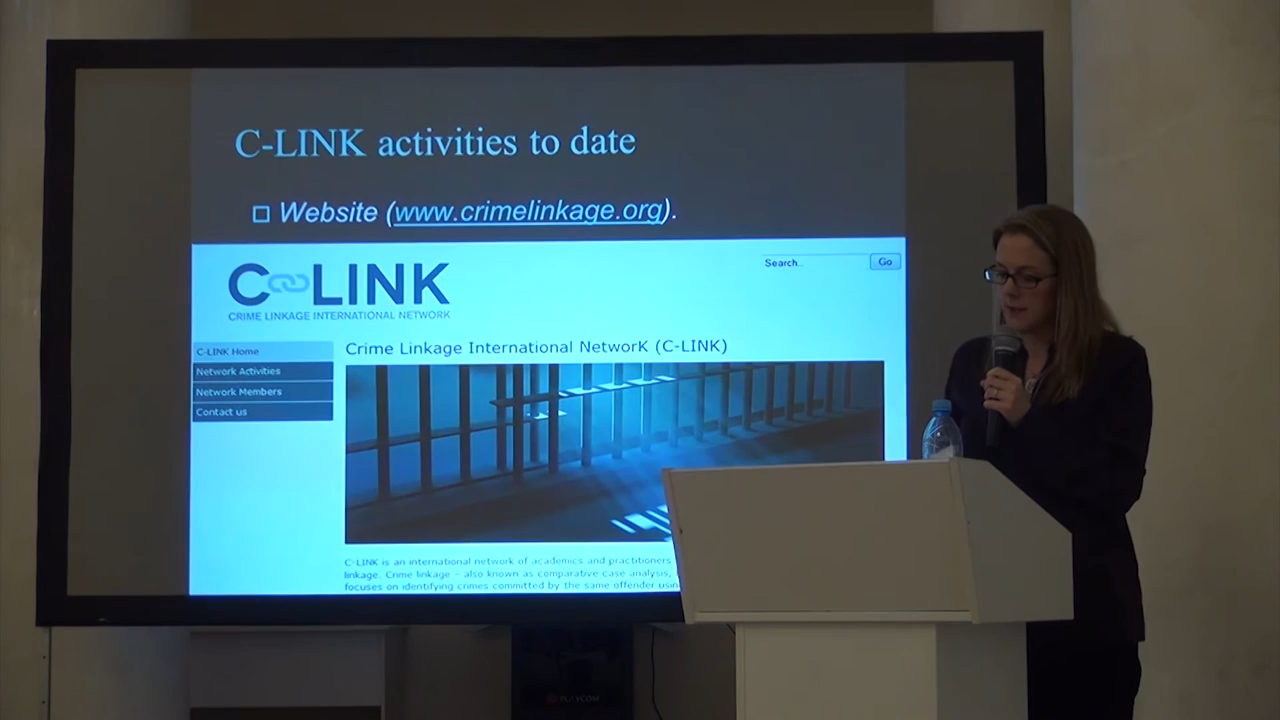 C-LINK activities to date
Website (www.crimelinkage.org).
Search...
Go
C LINK
CRIME LINKAGE INTERNATIONAL NETWORK
C-LINK Home
Network Activities
Network Members
Contact us
Crime Linkage International NetworK (C-LINK)
C-LINK is an international network of academics and practitioners
linkage. Crime linkage – also known as comparative case analysis,
focuses on identifying crimes committed by the same offender usin
POLYCOM